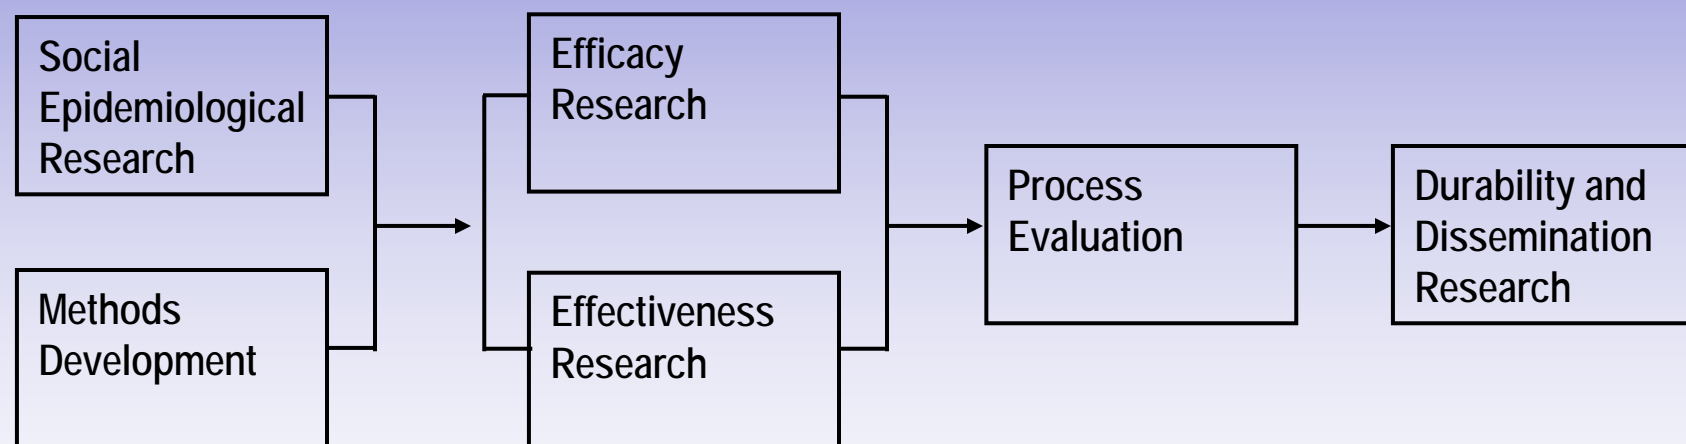 Social
Epidemiological
Research
Methods
Development
Efficacy
Research
Effectiveness
Research
Process
Evaluation
Durability and
Dissemination
Research